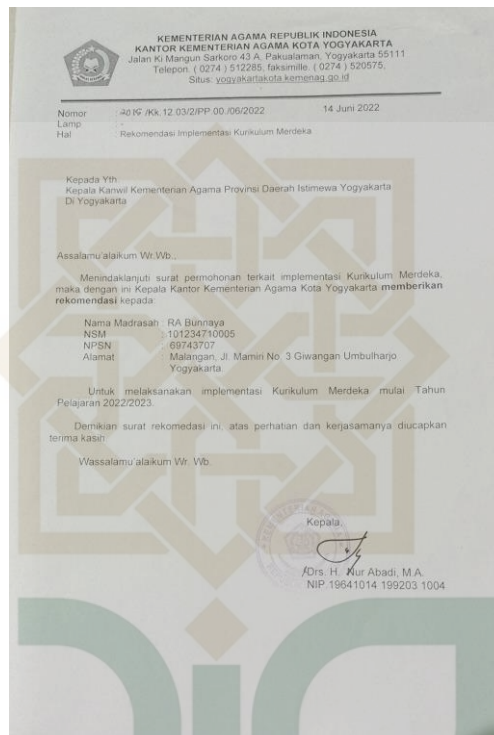 KEMENTERIAN AGAMA REPUBLIK INDONESIA
KANTOR KEMENTERIAN AGAMA KOTA YOGYAKARTA
Jalan Ki Mangun Sarkoro 43 A, Pakualaman, Yogyakarta 55111
Telepon. ( 0274 ) 512285, faksimille. ( 0274 ) 520575,
Situs: yogyakartakota.kemenag.go.id
Nomor : /Kk.12.03/2/PP.00./06/2022 14 Juni 2022
Lamp : -
Hal : Rekomendasi Implementasi Kurikulum Merdeka
Kepada Yth.
Kepala Kanwil Kementerian Agama Provinsi Daerah Istimewa Yogyakarta
Di Yogyakarta
Assalamu'alaikum Wr.Wb.,
Menindaklanjuti surat permohonan terkait implementasi Kurikulum Merdeka,
maka dengan ini Kepala Kantor Kementerian Agama Kota Yogyakarta memberikan
rekomendasi kepada:
Nama Madrasah : RA Bunnaya
NSM : 101234710005
NPSN : 69743707
Alamat : Malangan, Jl. Mamiri No. 3 Giwangan Umbulharjo
Yogyakarta.
Untuk melaksanakan implementasi Kurikulum Merdeka mulai Tahun
Pelajaran 2022/2023.
Demikian surat rekomedasi ini, atas perhatian dan kerjasamanya diucapkan
terima kasih.
Wassalamu'alaikum Wr. Wb.
Kepala,
Drs. H. Nur Abadi, M.A.
NIP.19641014 199203 1004